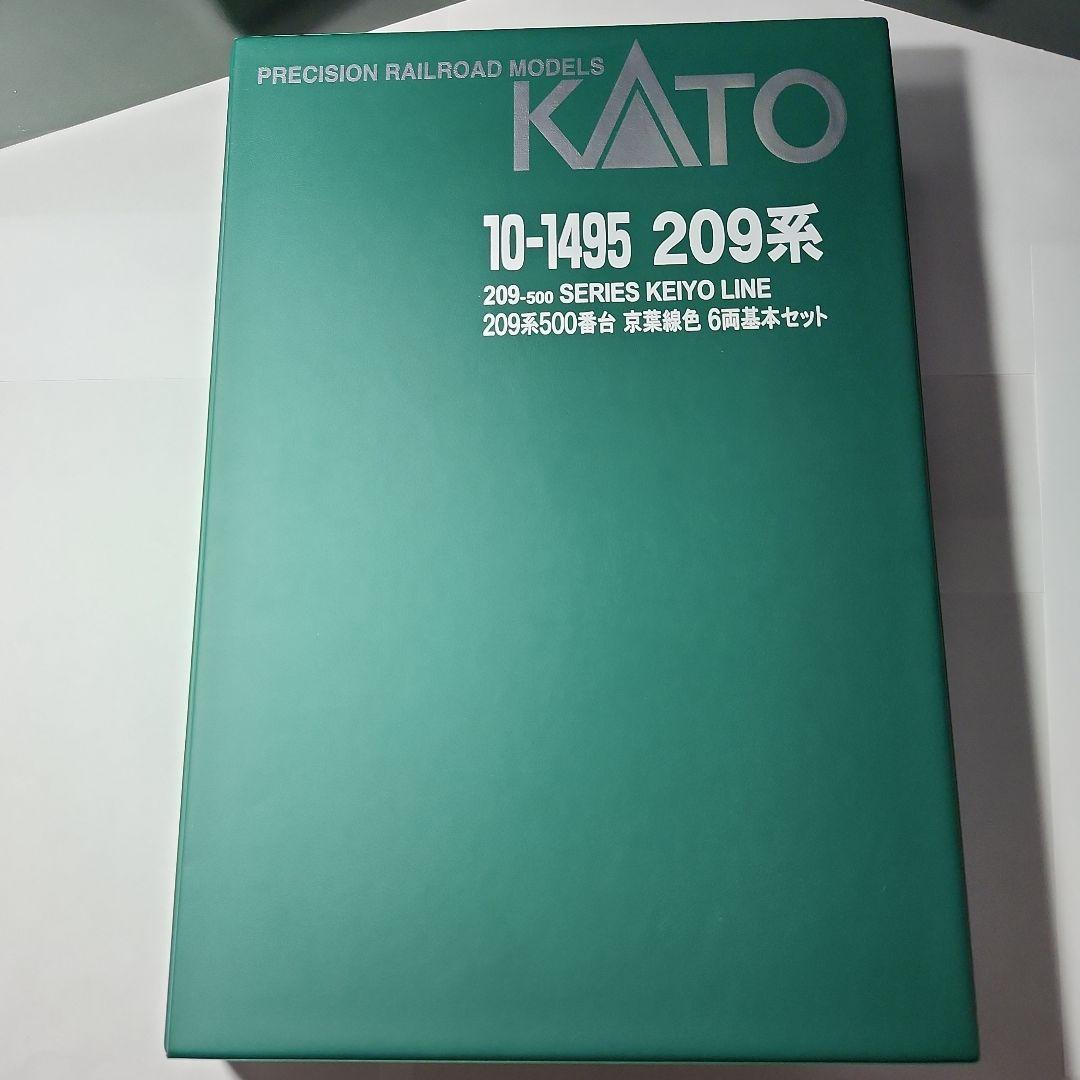 PRECISION RAILROAD MODELS
KATO
10-1495 209系
209-500 SERIES KEIYO LINE
209系500番台 京葉線色 6両基本セット